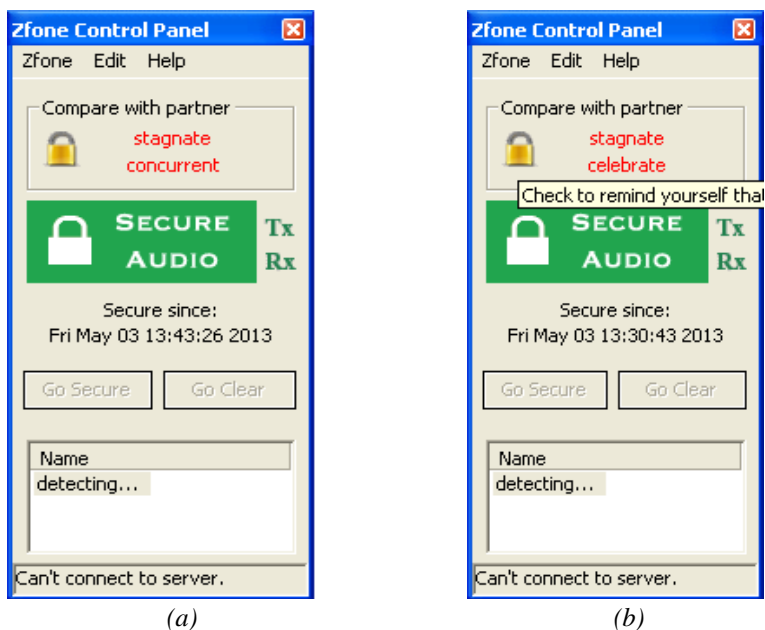 Zfone Control Panel
Zfone Edit Help
Compare with partner
stagnate
concurrent
SECURE
AUDIO
Tx
Rx
Secure since:
Fri May 03 13:43:26 2013
Go Secure Go Clear
Name
detecting...
Can't connect to server.
(a)
Zfone Control Panel
Zfone Edit Help
Compare with partner
stagnate
celebrate
Check to remind yourself that
SECURE
AUDIO
Tx
Rx
Secure since:
Fri May 03 13:30:43 2013
Go Secure Go Clear
Name
detecting...
Can't connect to server.
(b)